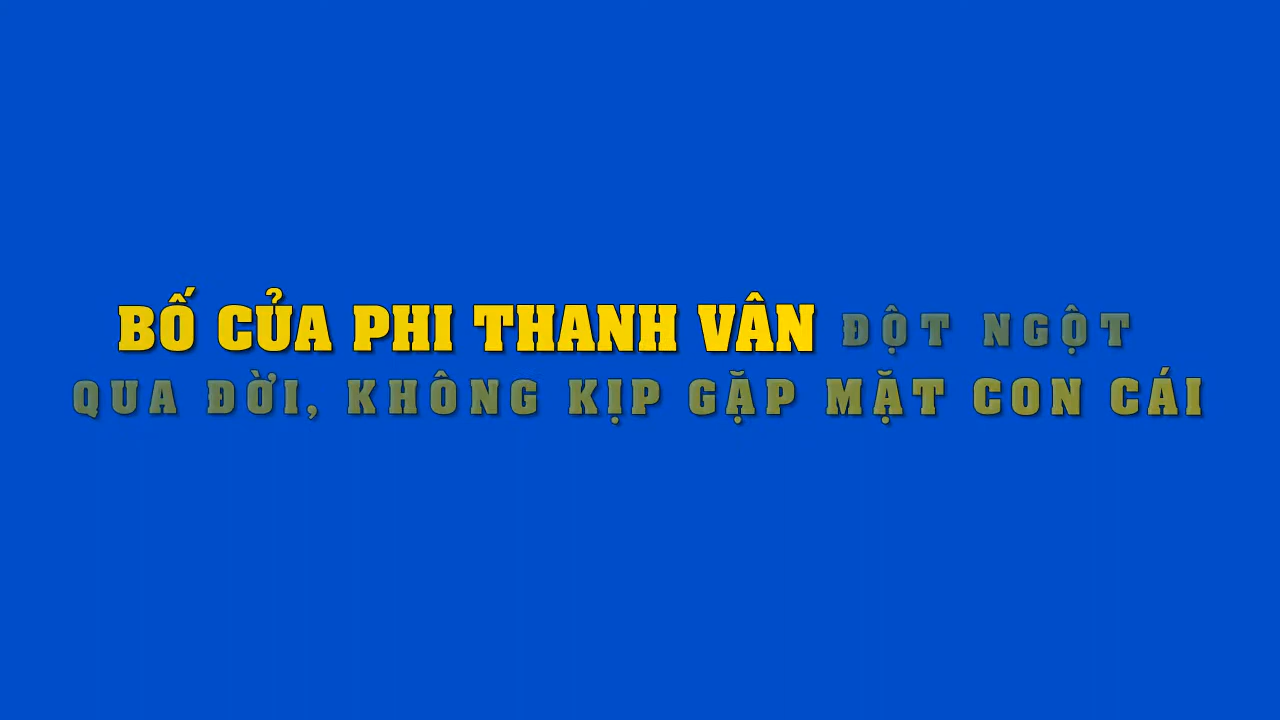 BỐ CỦA PHI THANH VÂN ĐỘT NGỘT
QUA ĐỜI, KHÔNG KỊP GẶP MẶT CON CÁI